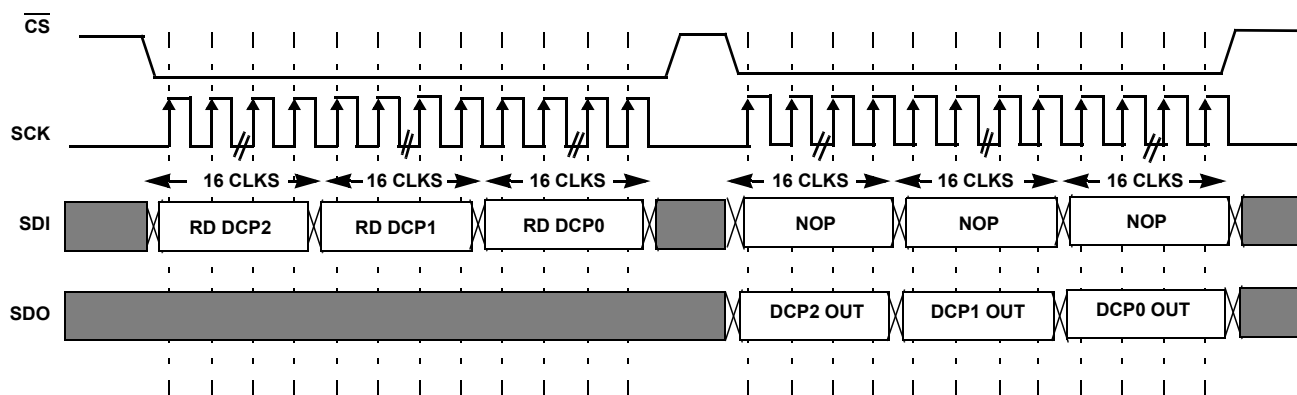 CS
SCK
16 CLKS 16 CLKS 16 CLKS 16 CLKS 16 CLKS 16 CLKS
SDI RD DCP2 RD DCP1 RD DCP0 NOP NOP NOP
SDO DCP2 OUT DCP1 OUT DCP0 OUT